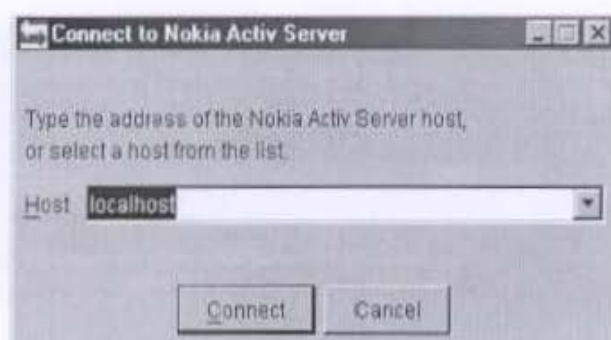 Connect to Nokia Activ Server
Type the address of the Nokia Activ Server host,
or select a host from the list.
Host localhost
Connect Cancel